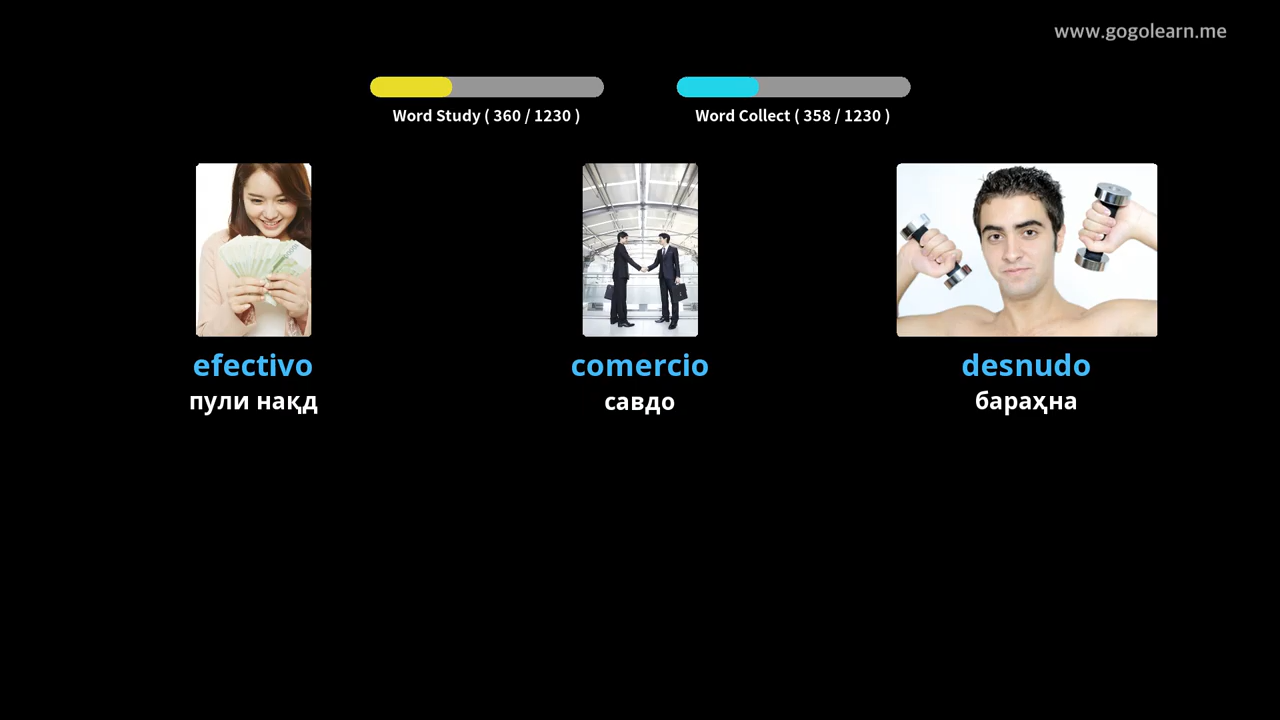 www.gogolearn.me
Word Study ( 360 / 1230 )
Word Collect ( 358 / 1230 )
efectivo
пули нақд
comercio
савдо
desnudo
бараҳна